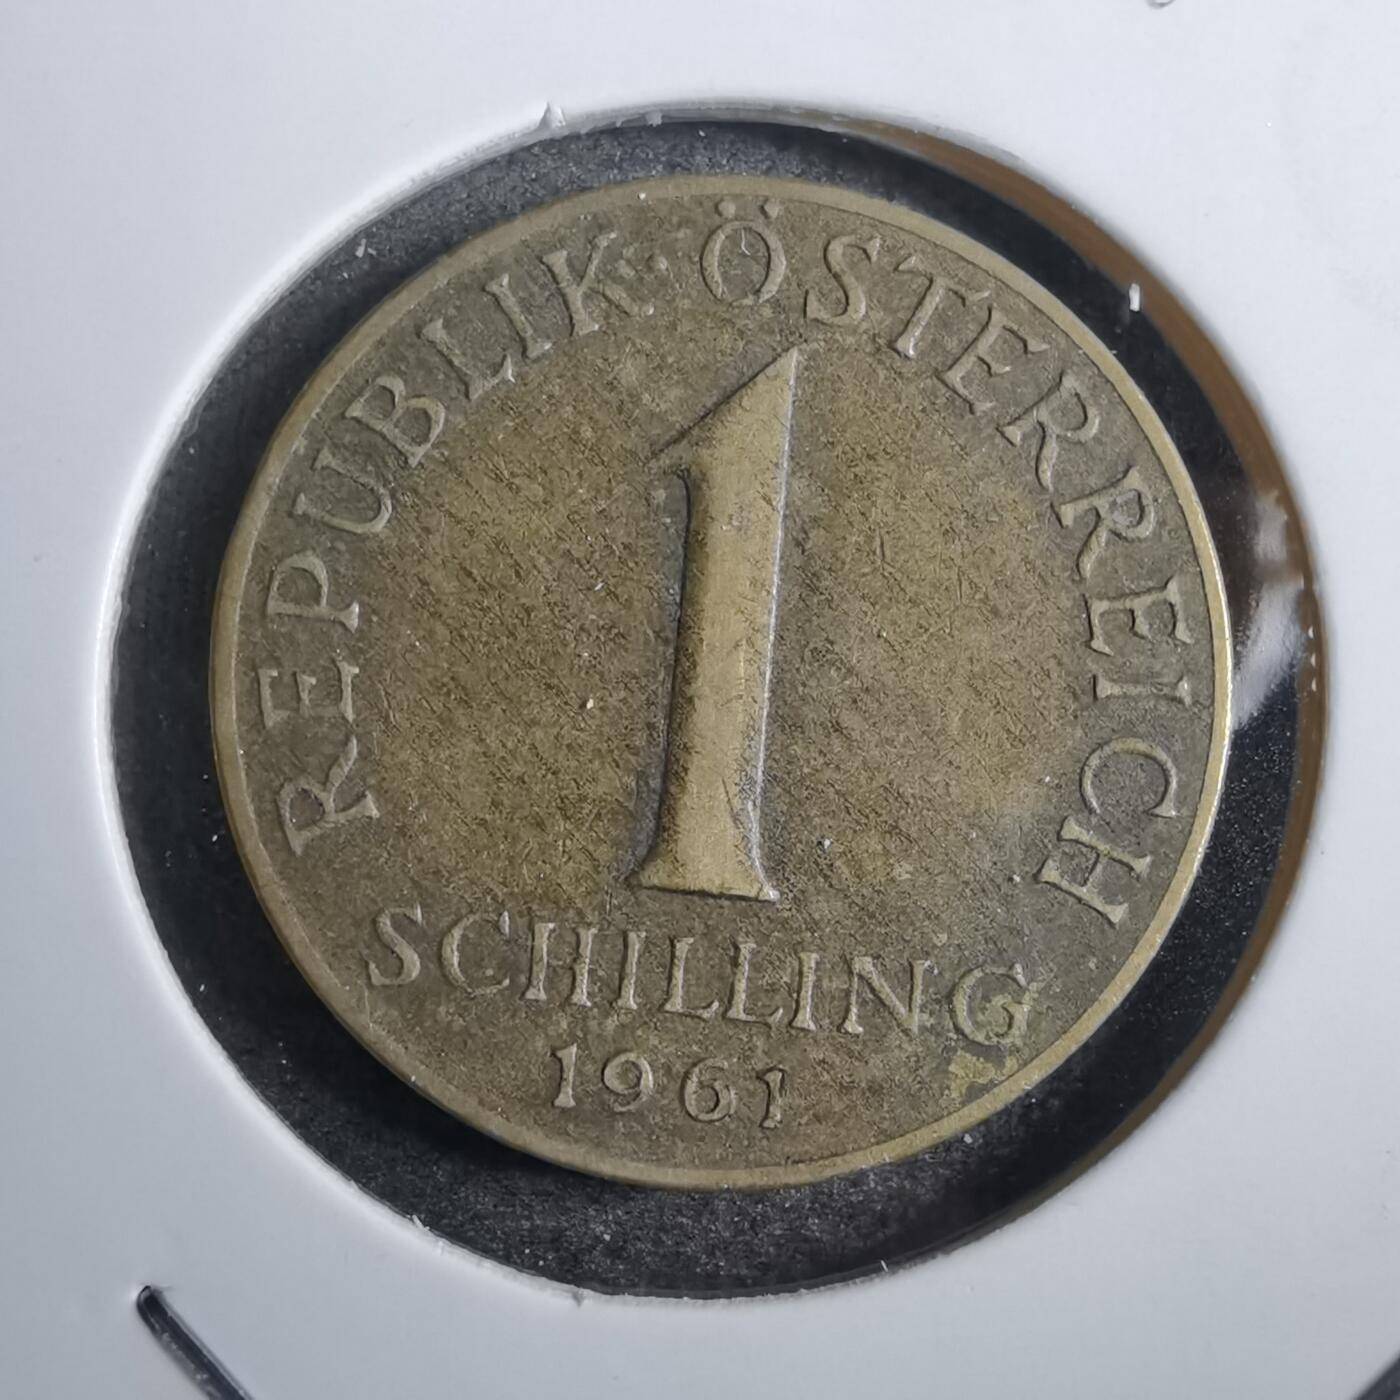 REPUBLIK · ÖSTERREICH
1
SCHILLING
1961